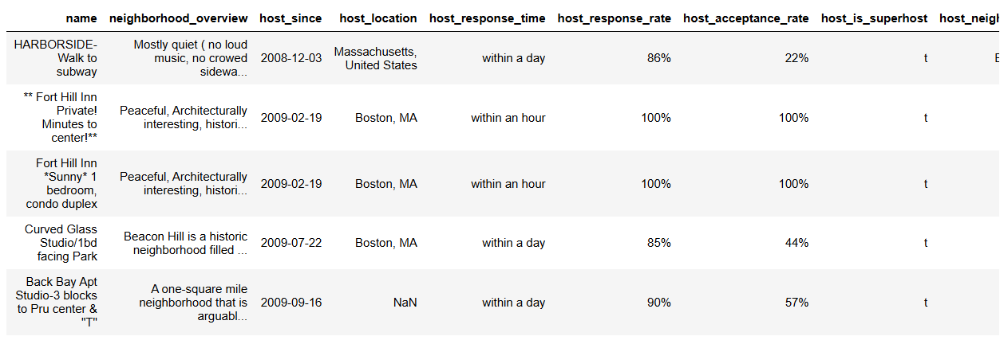 name neighborhood_overview host_since host_location host_response_time host_response_rate host_acceptance_rate host_is_superhost host_neigh
HARBORSIDE-
Walk to
subway
Mostly quiet ( no loud
music, no crowed
sidewa...
2008-12-03
Massachusetts,
United States
within a day
86%
22%
t
E
** Fort Hill Inn
Private!
Minutes to
center!**
Peaceful, Architecturally
interesting, histori...
2009-02-19
Boston, MA
within an hour
100%
100%
t
Fort Hill Inn
*Sunny* 1
bedroom,
condo duplex
Peaceful, Architecturally
interesting, histori...
2009-02-19
Boston, MA
within an hour
100%
100%
t
Curved Glass
Studio/1bd
facing Park
Beacon Hill is a historic
neighborhood filled ...
2009-07-22
Boston, MA
within a day
85%
44%
t
Back Bay Apt
Studio-3 blocks
to Pru center &
"T"
A one-square mile
neighborhood that is
arguabl...
2009-09-16
NaN
within a day
90%
57%
t